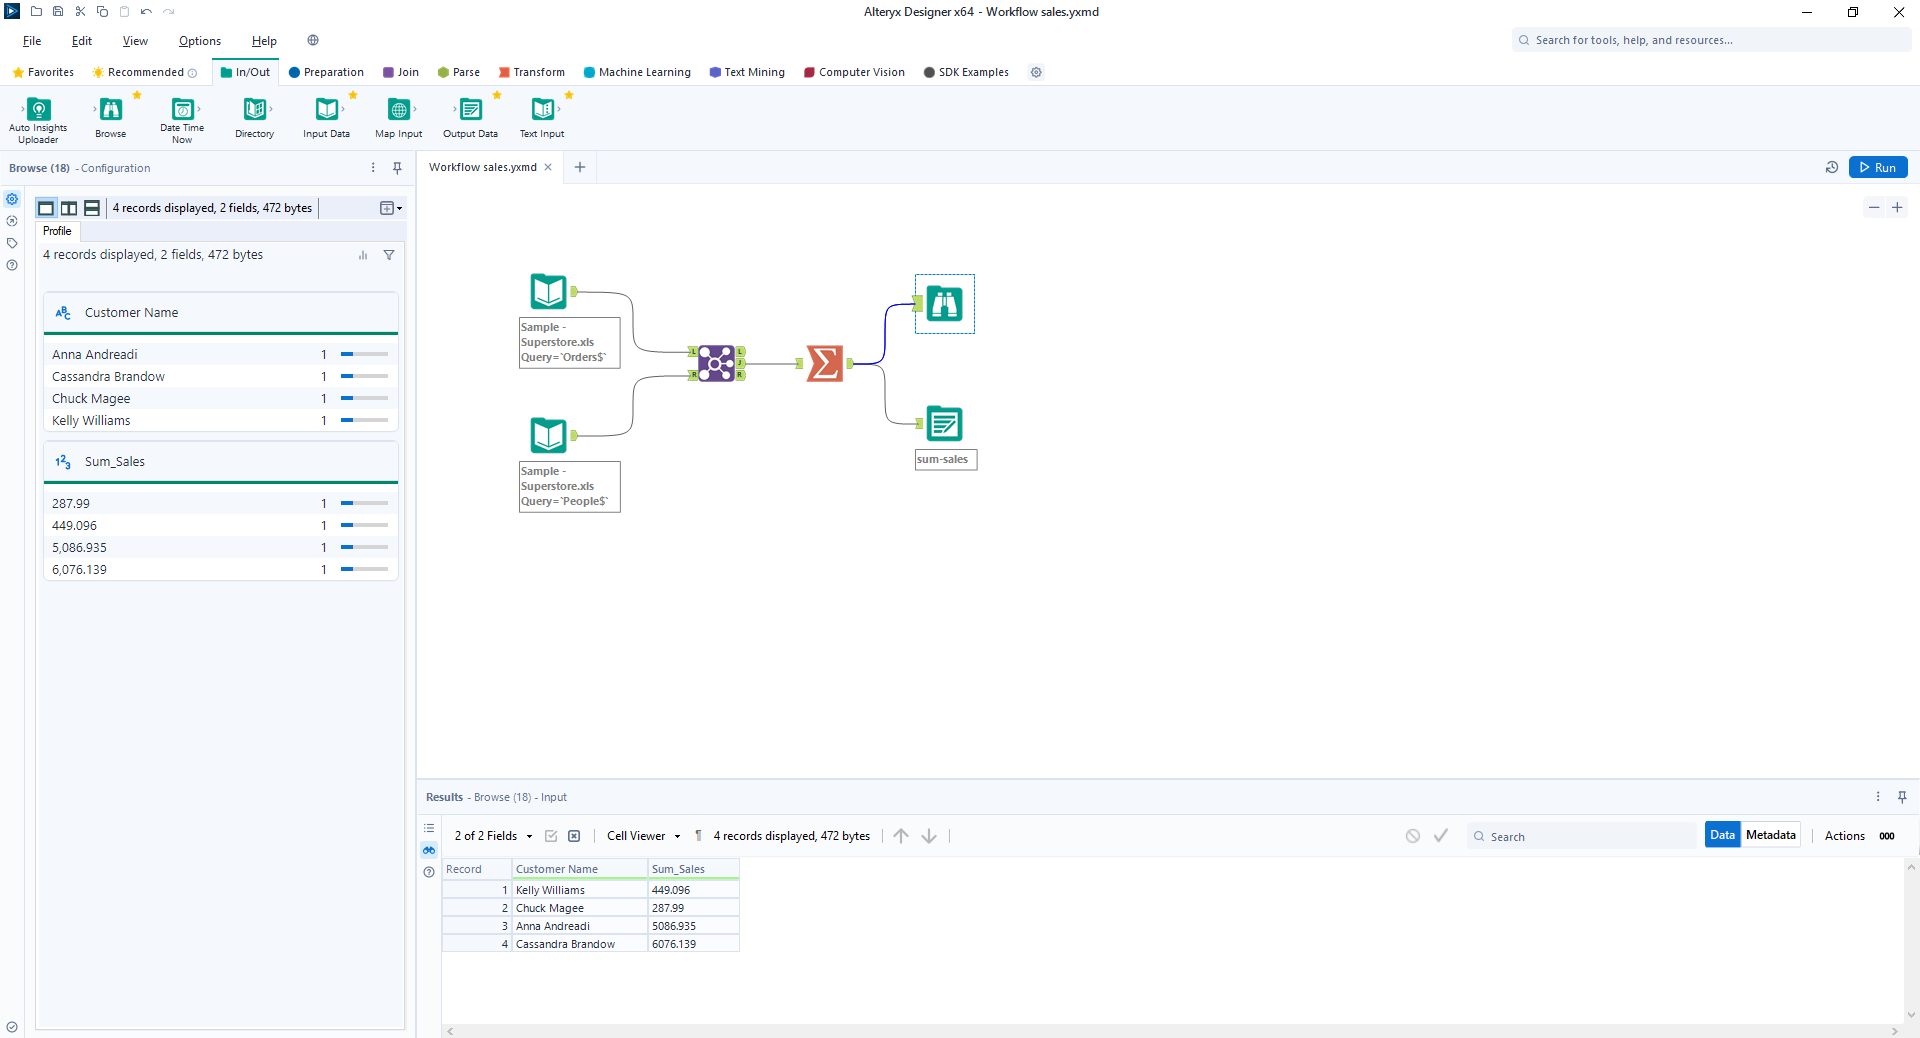 Alteryx Designer x64 - Workflow sales.yxmd
File Edit View Options Help
Search for tools, help, and resources...
Favorites Recommended In/Out Preparation Join Parse Transform Machine Learning Text Mining Computer Vision SDK Examples
Auto Insights Uploader
Browse
Date Time Now
Directory
Input Data
Map Input
Output Data
Text Input
Browse (18) - Configuration
Workflow sales.yxmd
Run
4 records displayed, 2 fields, 472 bytes
Profile
4 records displayed, 2 fields, 472 bytes
ABC Customer Name
Anna Andreadi 1
Cassandra Brandow 1
Chuck Magee 1
Kelly Williams 1
123 Sum_Sales
287.99 1
449.096 1
5,086.935 1
6,076.139 1
Sample -
Superstore.xls
Query=`Orders$`
Sample -
Superstore.xls
Query=`People$`
L R L J R
Σ
sum-sales
Results - Browse (18) - Input
2 of 2 Fields Cell Viewer ¶ 4 records displayed, 472 bytes Search Data Metadata Actions 000
Record Customer Name Sum_Sales
1 Kelly Williams 449.096
2 Chuck Magee 287.99
3 Anna Andreadi 5086.935
4 Cassandra Brandow 6076.139